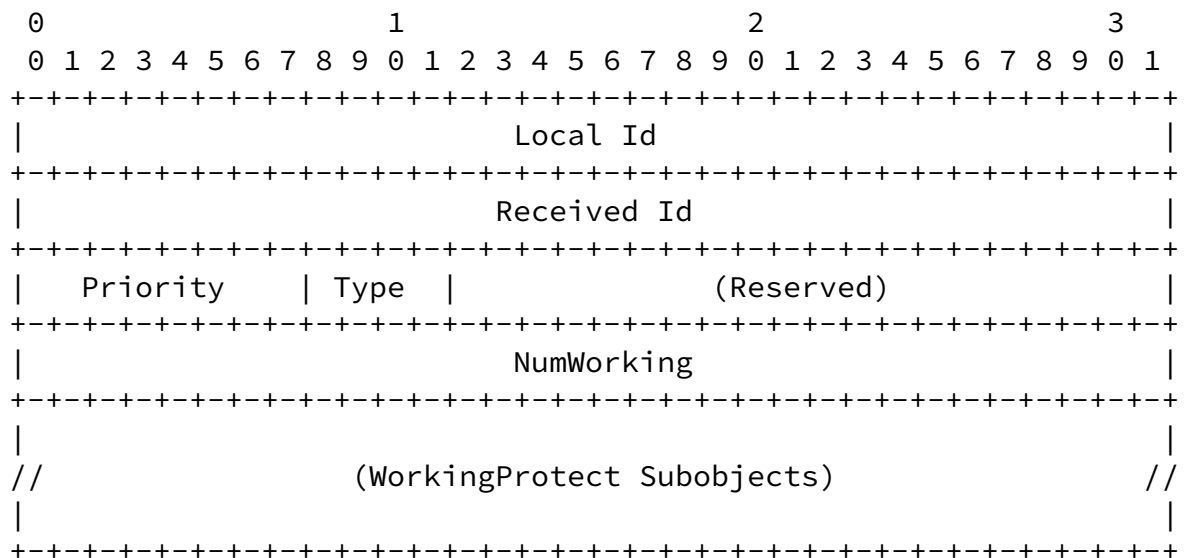 0                   1                   2                   3
 0 1 2 3 4 5 6 7 8 9 0 1 2 3 4 5 6 7 8 9 0 1 2 3 4 5 6 7 8 9 0 1
+-+-+-+-+-+-+-+-+-+-+-+-+-+-+-+-+-+-+-+-+-+-+-+-+-+-+-+-+-+-+-+-+
|                           Local Id                            |
+-+-+-+-+-+-+-+-+-+-+-+-+-+-+-+-+-+-+-+-+-+-+-+-+-+-+-+-+-+-+-+-+
|                          Received Id                          |
+-+-+-+-+-+-+-+-+-+-+-+-+-+-+-+-+-+-+-+-+-+-+-+-+-+-+-+-+-+-+-+-+
|   Priority    | Type  |              (Reserved)               |
+-+-+-+-+-+-+-+-+-+-+-+-+-+-+-+-+-+-+-+-+-+-+-+-+-+-+-+-+-+-+-+-+
|                           NumWorking                          |
+-+-+-+-+-+-+-+-+-+-+-+-+-+-+-+-+-+-+-+-+-+-+-+-+-+-+-+-+-+-+-+-+
|                                                               |
//                 (WorkingProtect Subobjects)                 //
|                                                               |
+-+-+-+-+-+-+-+-+-+-+-+-+-+-+-+-+-+-+-+-+-+-+-+-+-+-+-+-+-+-+-+-+